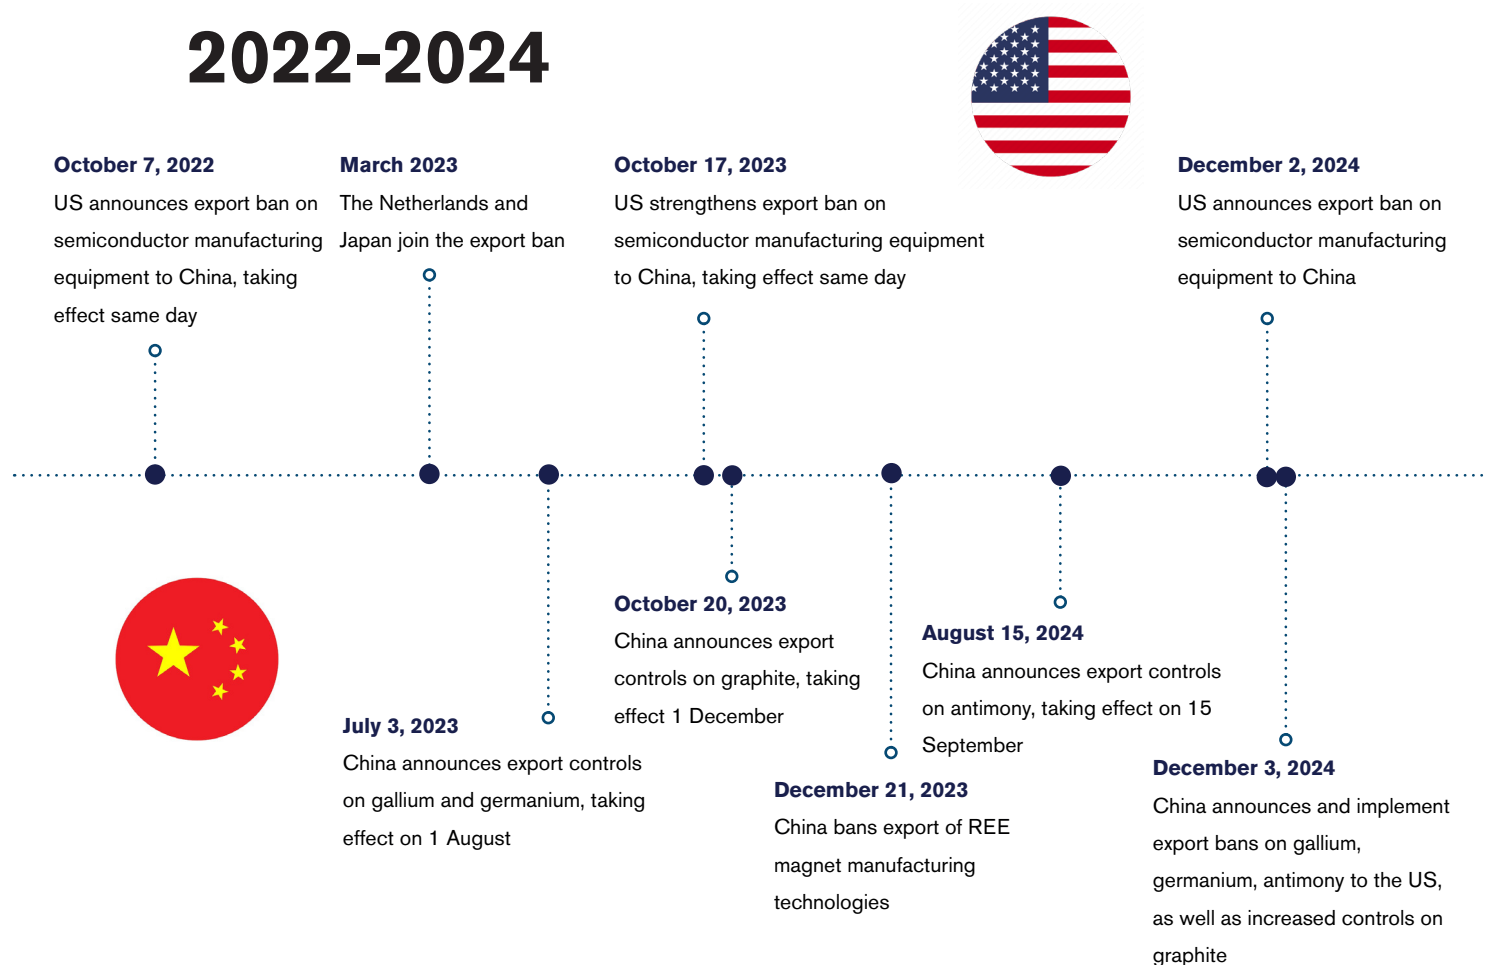 2022-2024
October 7, 2022
US announces export ban on
semiconductor manufacturing
equipment to China, taking
effect same day
March 2023
The Netherlands and
Japan join the export ban
October 17, 2023
US strengthens export ban on
semiconductor manufacturing equipment
to China, taking effect same day
December 2, 2024
US announces export ban on
semiconductor manufacturing
equipment to China
July 3, 2023
China announces export controls
on gallium and germanium, taking
effect on 1 August
October 20, 2023
China announces export
controls on graphite, taking
effect 1 December
December 21, 2023
China bans export of REE
magnet manufacturing
technologies
August 15, 2024
China announces export controls
on antimony, taking effect on 15
September
December 3, 2024
China announces and implement
export bans on gallium,
germanium, antimony to the US,
as well as increased controls on
graphite